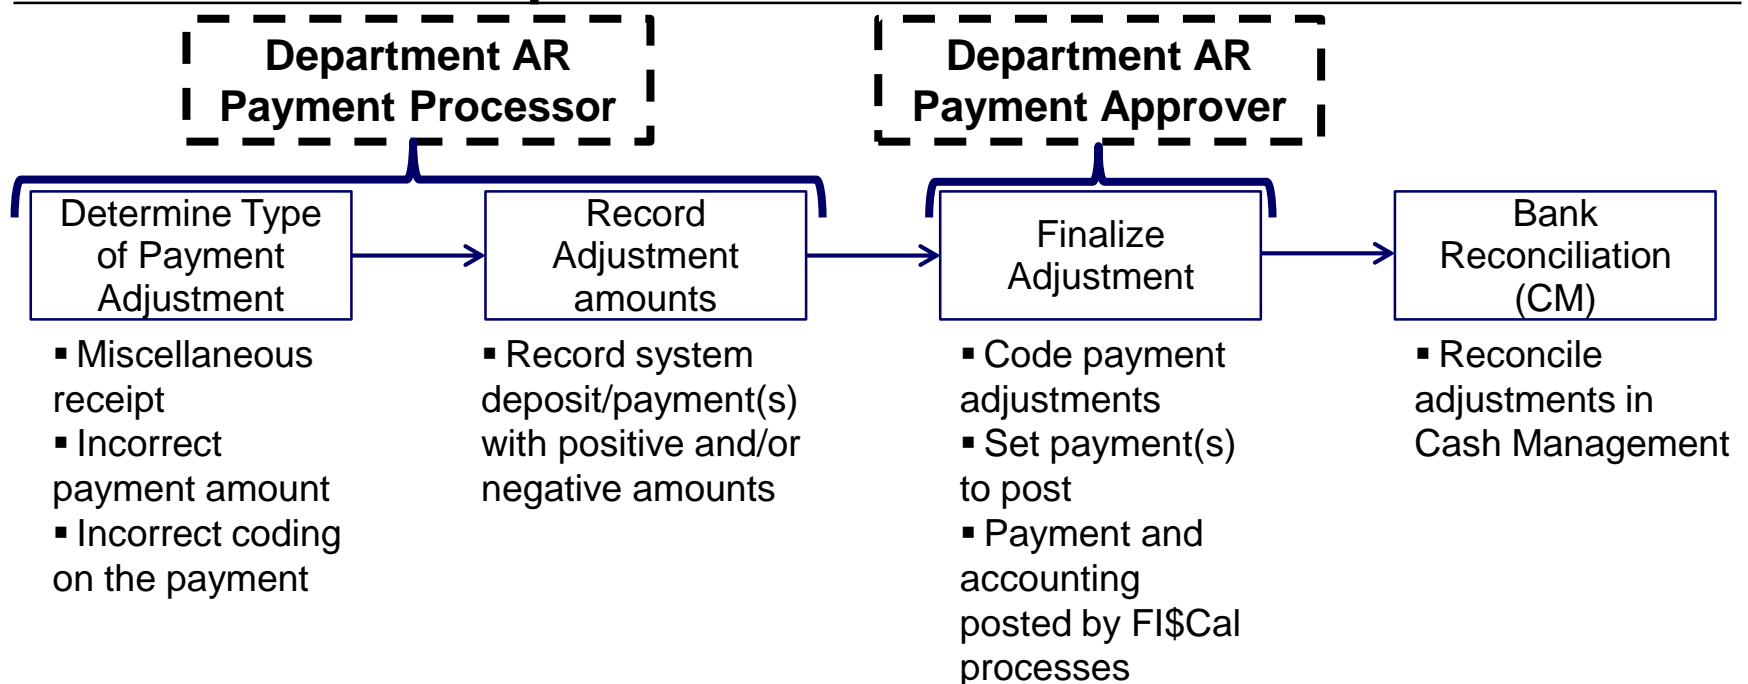 Department AR
Payment Processor
Department AR
Payment Approver
Determine Type
of Payment
Adjustment
Record
Adjustment
amounts
Finalize
Adjustment
Bank
Reconciliation
(CM)
▪ Miscellaneous
receipt
▪ Incorrect
payment amount
▪ Incorrect coding
on the payment
▪ Record system
deposit/payment(s)
with positive and/or
negative amounts
▪ Code payment
adjustments
▪ Set payment(s)
to post
▪ Payment and
accounting
posted by FI$Cal
processes
▪ Reconcile
adjustments in
Cash Management